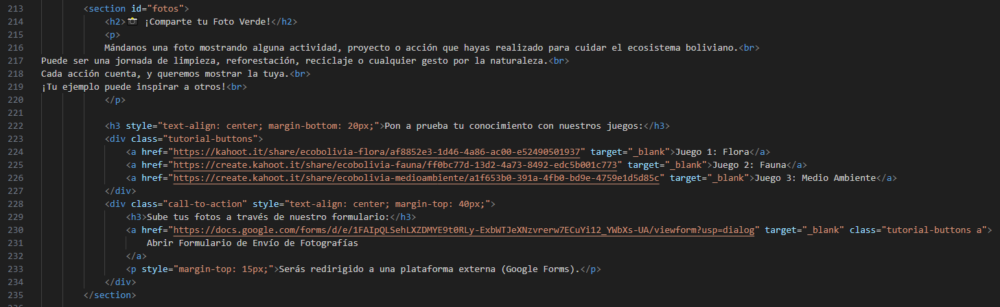 213 <section id="fotos">
214 <h2>📸 ¡Comparte tu Foto Verde!</h2>
215 <p>
216 Mándanos una foto mostrando alguna actividad, proyecto o acción que hayas realizado para cuidar el ecosistema boliviano.<br>
217 Puede ser una jornada de limpieza, reforestación, reciclaje o cualquier gesto por la naturaleza.<br>
218 Cada acción cuenta, y queremos mostrar la tuya.<br>
219 ¡Tu ejemplo puede inspirar a otros!<br>
220 </p>
221
222 <h3 style="text-align: center; margin-bottom: 20px;">Pon a prueba tu conocimiento con nuestros juegos:</h3>
223 <div class="tutorial-buttons">
224 <a href="https://kahoot.it/share/ecobolivia-flora/af8852e3-1d46-4a86-ac00-e52490501937" target="_blank">Juego 1: Flora</a>
225 <a href="https://create.kahoot.it/share/ecobolivia-fauna/ff0bc77d-13d2-4a73-8492-edc5b001c773" target="_blank">Juego 2: Fauna</a>
226 <a href="https://create.kahoot.it/share/ecobolivia-medioambiente/a1f653b0-391a-4fb0-bd9e-4759e1d5d85c" target="_blank">Juego 3: Medio Ambiente</a>
227 </div>
228 <div class="call-to-action" style="text-align: center; margin-top: 40px;">
229 <h3>Sube tus fotos a través de nuestro formulario:</h3>
230 <a href="https://docs.google.com/forms/d/e/1FAIpQLSehLXZDMYE9t0RLy-ExbWTJeXNzvrerw7ECuYi12_YWbXs-UA/viewform?usp=dialog" target="_blank" class="tutorial-buttons a">
231 Abrir Formulario de Envío de Fotografías
232 </a>
233 <p style="margin-top: 15px;">Serás redirigido a una plataforma externa (Google Forms).</p>
234 </div>
235 </section>